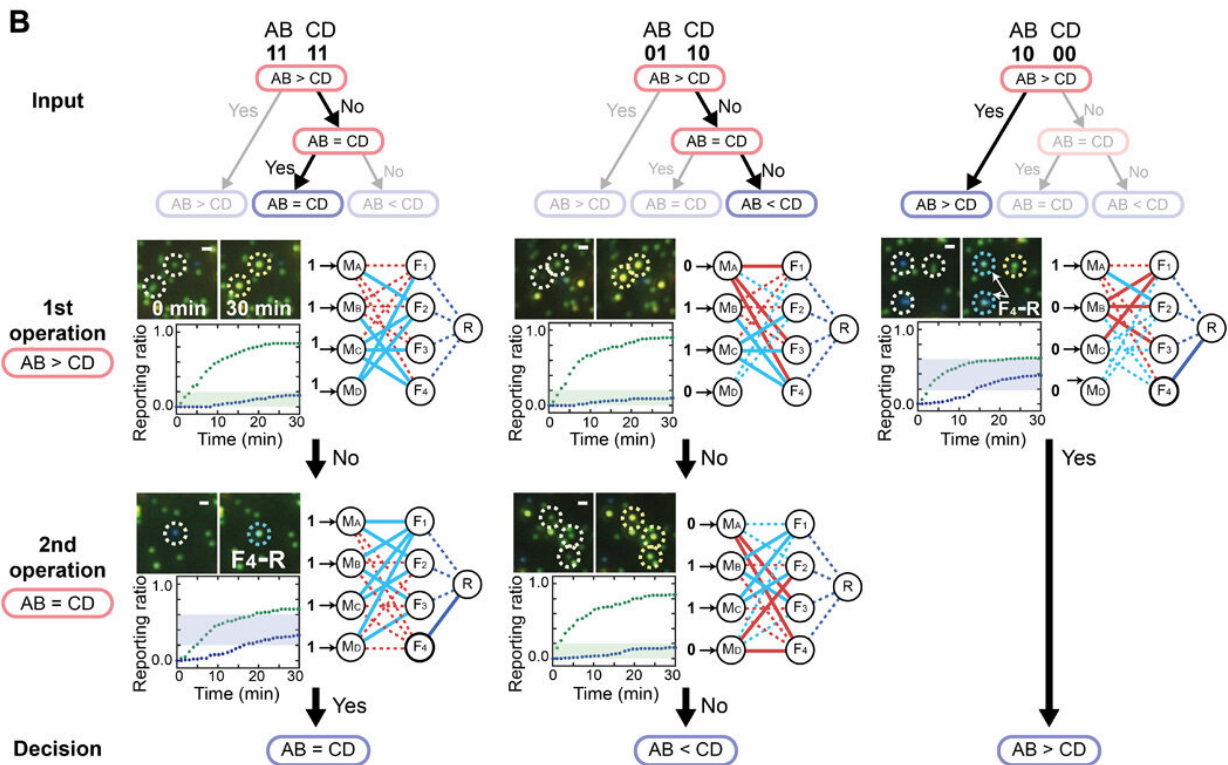 B
AB CD
11 11
AB > CD
Yes
No
AB = CD
Yes
No
AB > CD
AB = CD
AB < CD
AB CD
01 10
AB > CD
Yes
No
AB = CD
Yes
No
AB > CD
AB = CD
AB < CD
AB CD
10 00
AB > CD
Yes
No
AB = CD
Yes
No
AB > CD
AB = CD
AB < CD
Input
1st
operation
AB > CD
0 min
30 min
1 MA F1
1 MB F2
R
1 MC F3
1 MD F4
Reporting ratio
1.0
0.0
0 10 20 30
Time (min)
No
0 MA F1
1 MB F2
R
1 MC F3
0 MD F4
Reporting ratio
1.0
0.0
0 10 20 30
Time (min)
No
F4-R
1 MA F1
0 MB F2
R
0 MC F3
0 MD F4
Reporting ratio
1.0
0.0
0 10 20 30
Time (min)
Yes
2nd
operation
AB = CD
F4-R
1 MA F1
1 MB F2
R
1 MC F3
1 MD F4
Reporting ratio
1.0
0.0
0 10 20 30
Time (min)
Yes
0 MA F1
1 MB F2
R
1 MC F3
0 MD F4
Reporting ratio
1.0
0.0
0 10 20 30
Time (min)
No
Decision
AB = CD
AB < CD
AB > CD